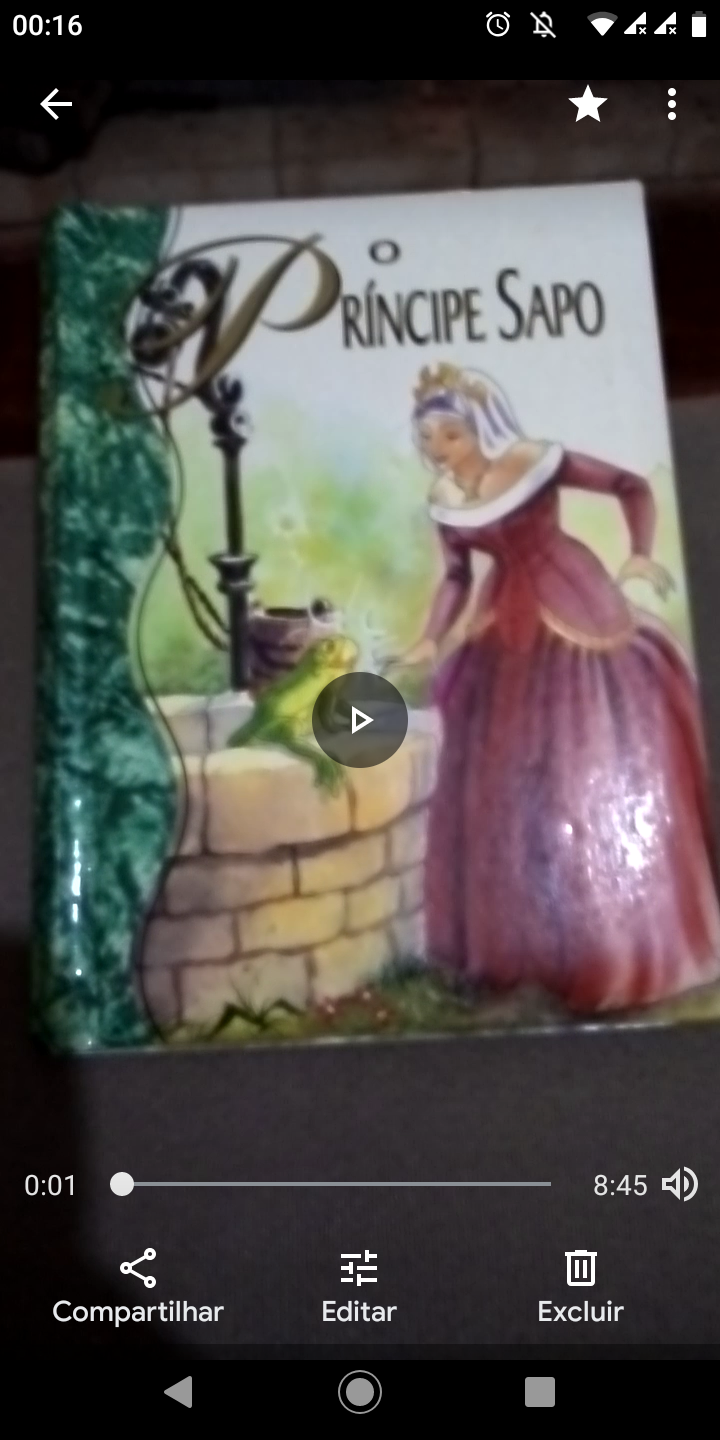 00:16
O
PRÍNCIPE SAPO
0:01
8:45
Compartilhar
Editar
Excluir